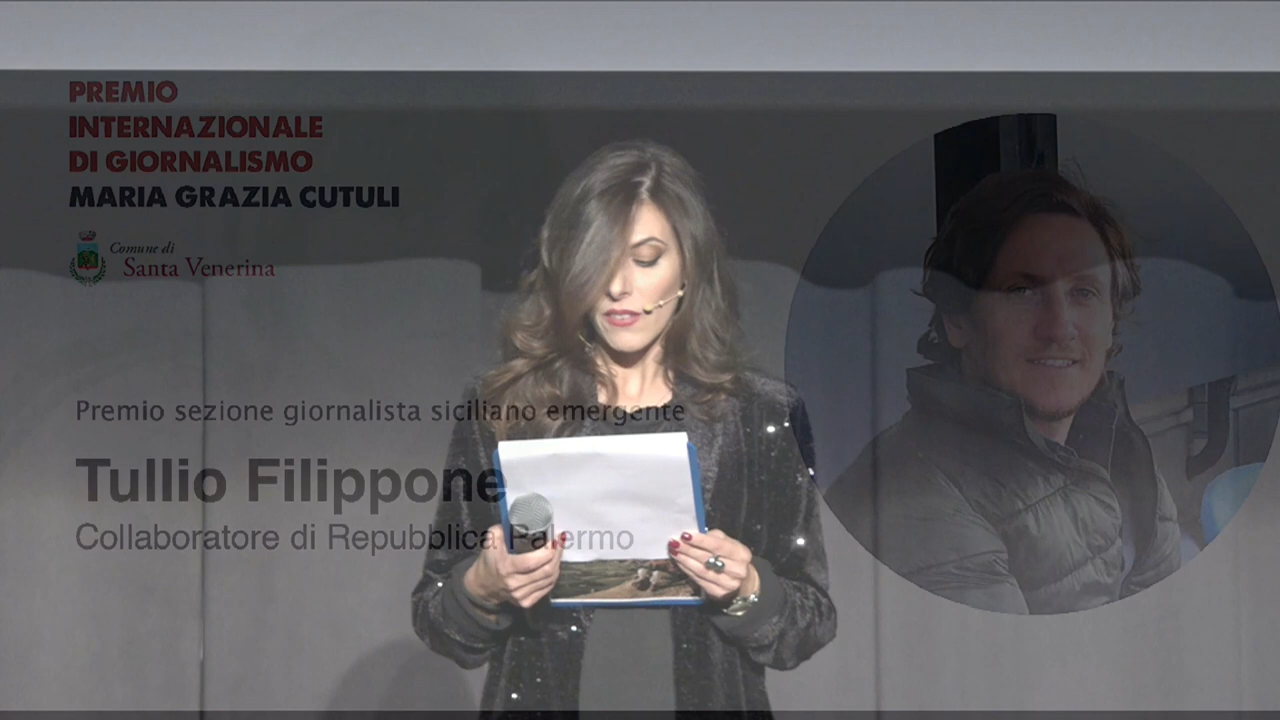 PREMIO
INTERNAZIONALE
DI GIORNALISMO
MARIA GRAZIA CUTULI
Comune di
Santa Venerina
Premio sezione giornalista siciliano emergente
Tullio Filippone
Collaboratore di Repubblica Palermo